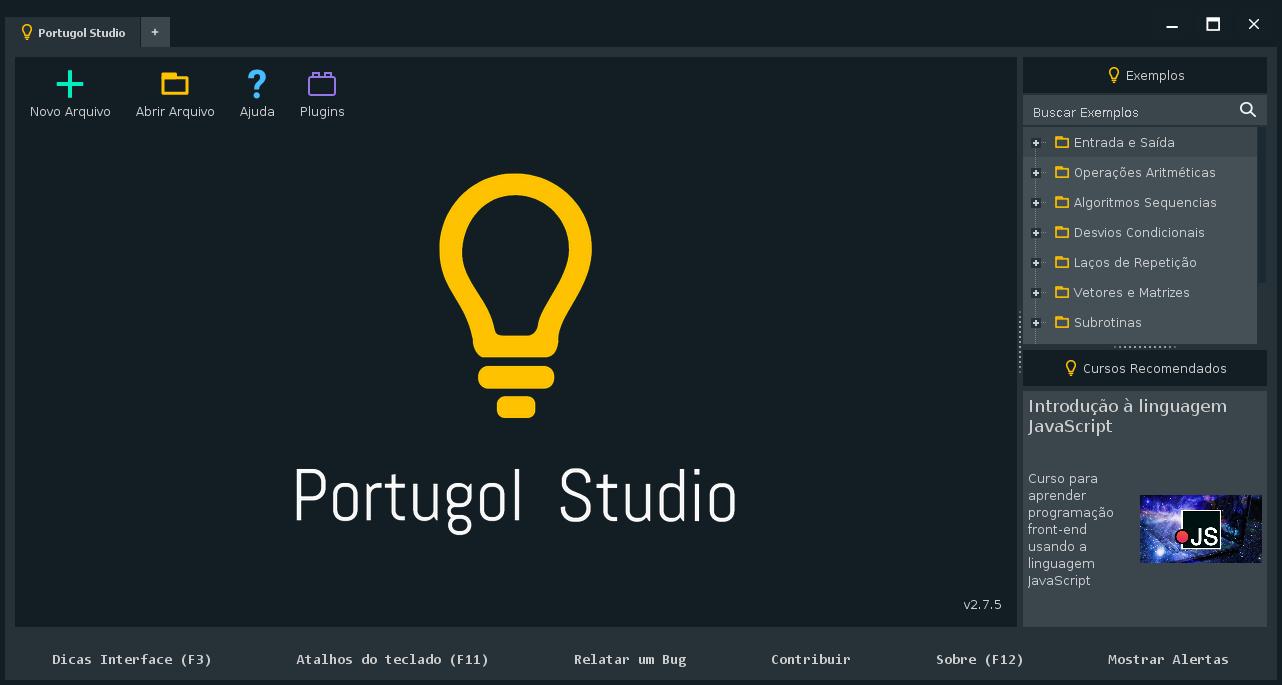 Portugol Studio
+
Novo Arquivo
Abrir Arquivo
Ajuda
Plugins
Portugol Studio
v2.7.5
Exemplos
Buscar Exemplos
Entrada e Saída
Operações Aritméticas
Algoritmos Sequencias
Desvios Condicionais
Laços de Repetição
Vetores e Matrizes
Subrotinas
Cursos Recomendados
Introdução à linguagem
JavaScript
Curso para
aprender
programação
front-end
usando a
linguagem
JavaScript
JS
Dicas Interface (F3)
Atalhos do teclado (F11)
Relatar um Bug
Contribuir
Sobre (F12)
Mostrar Alertas